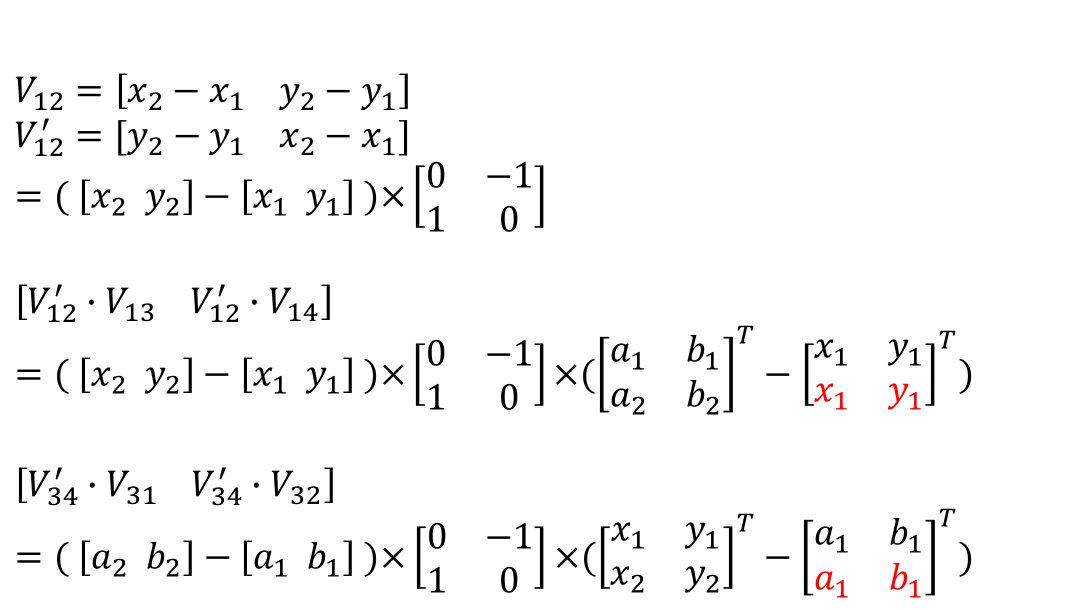 V₁₂ = [x₂ − x₁  y₂ − y₁]
V′₁₂ = [y₂ − y₁  x₂ − x₁]
= ( [x₂ y₂] − [x₁ y₁] )× [0 −1; 1 0]
[V′₁₂ · V₁₃  V′₁₂ · V₁₄]
= ( [x₂ y₂] − [x₁ y₁] )× [0 −1; 1 0] ×([a₁ b₁; a₂ b₂]ᵀ − [x₁ y₁; x₁ y₁]ᵀ)
[V′₃₄ · V₃₁  V′₃₄ · V₃₂]
= ( [a₂ b₂] − [a₁ b₁] )× [0 −1; 1 0] ×([x₁ y₁; x₂ y₂]ᵀ − [a₁ b₁; a₁ b₁]ᵀ)